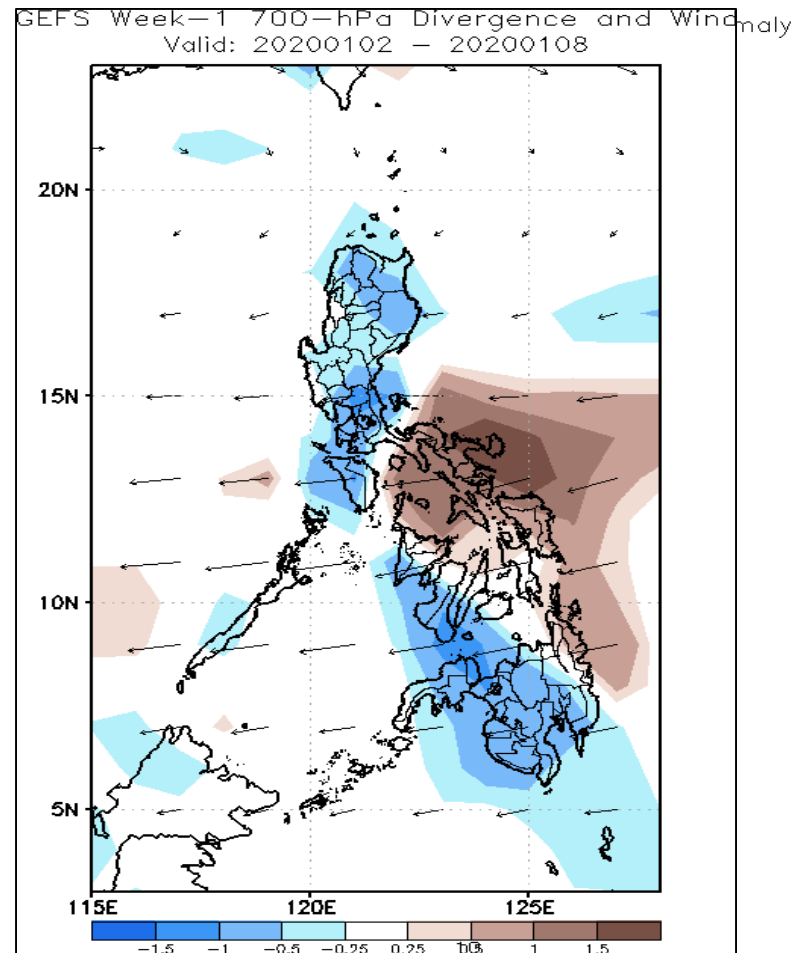 GEFS Week-1 700-hPa Divergence and Wind
maly
Valid: 20200102 - 20200108
20N
15N
10N
5N
115E 120E 125E
-1.5 -1 -0.5 -0.25 0.25 1 1.5